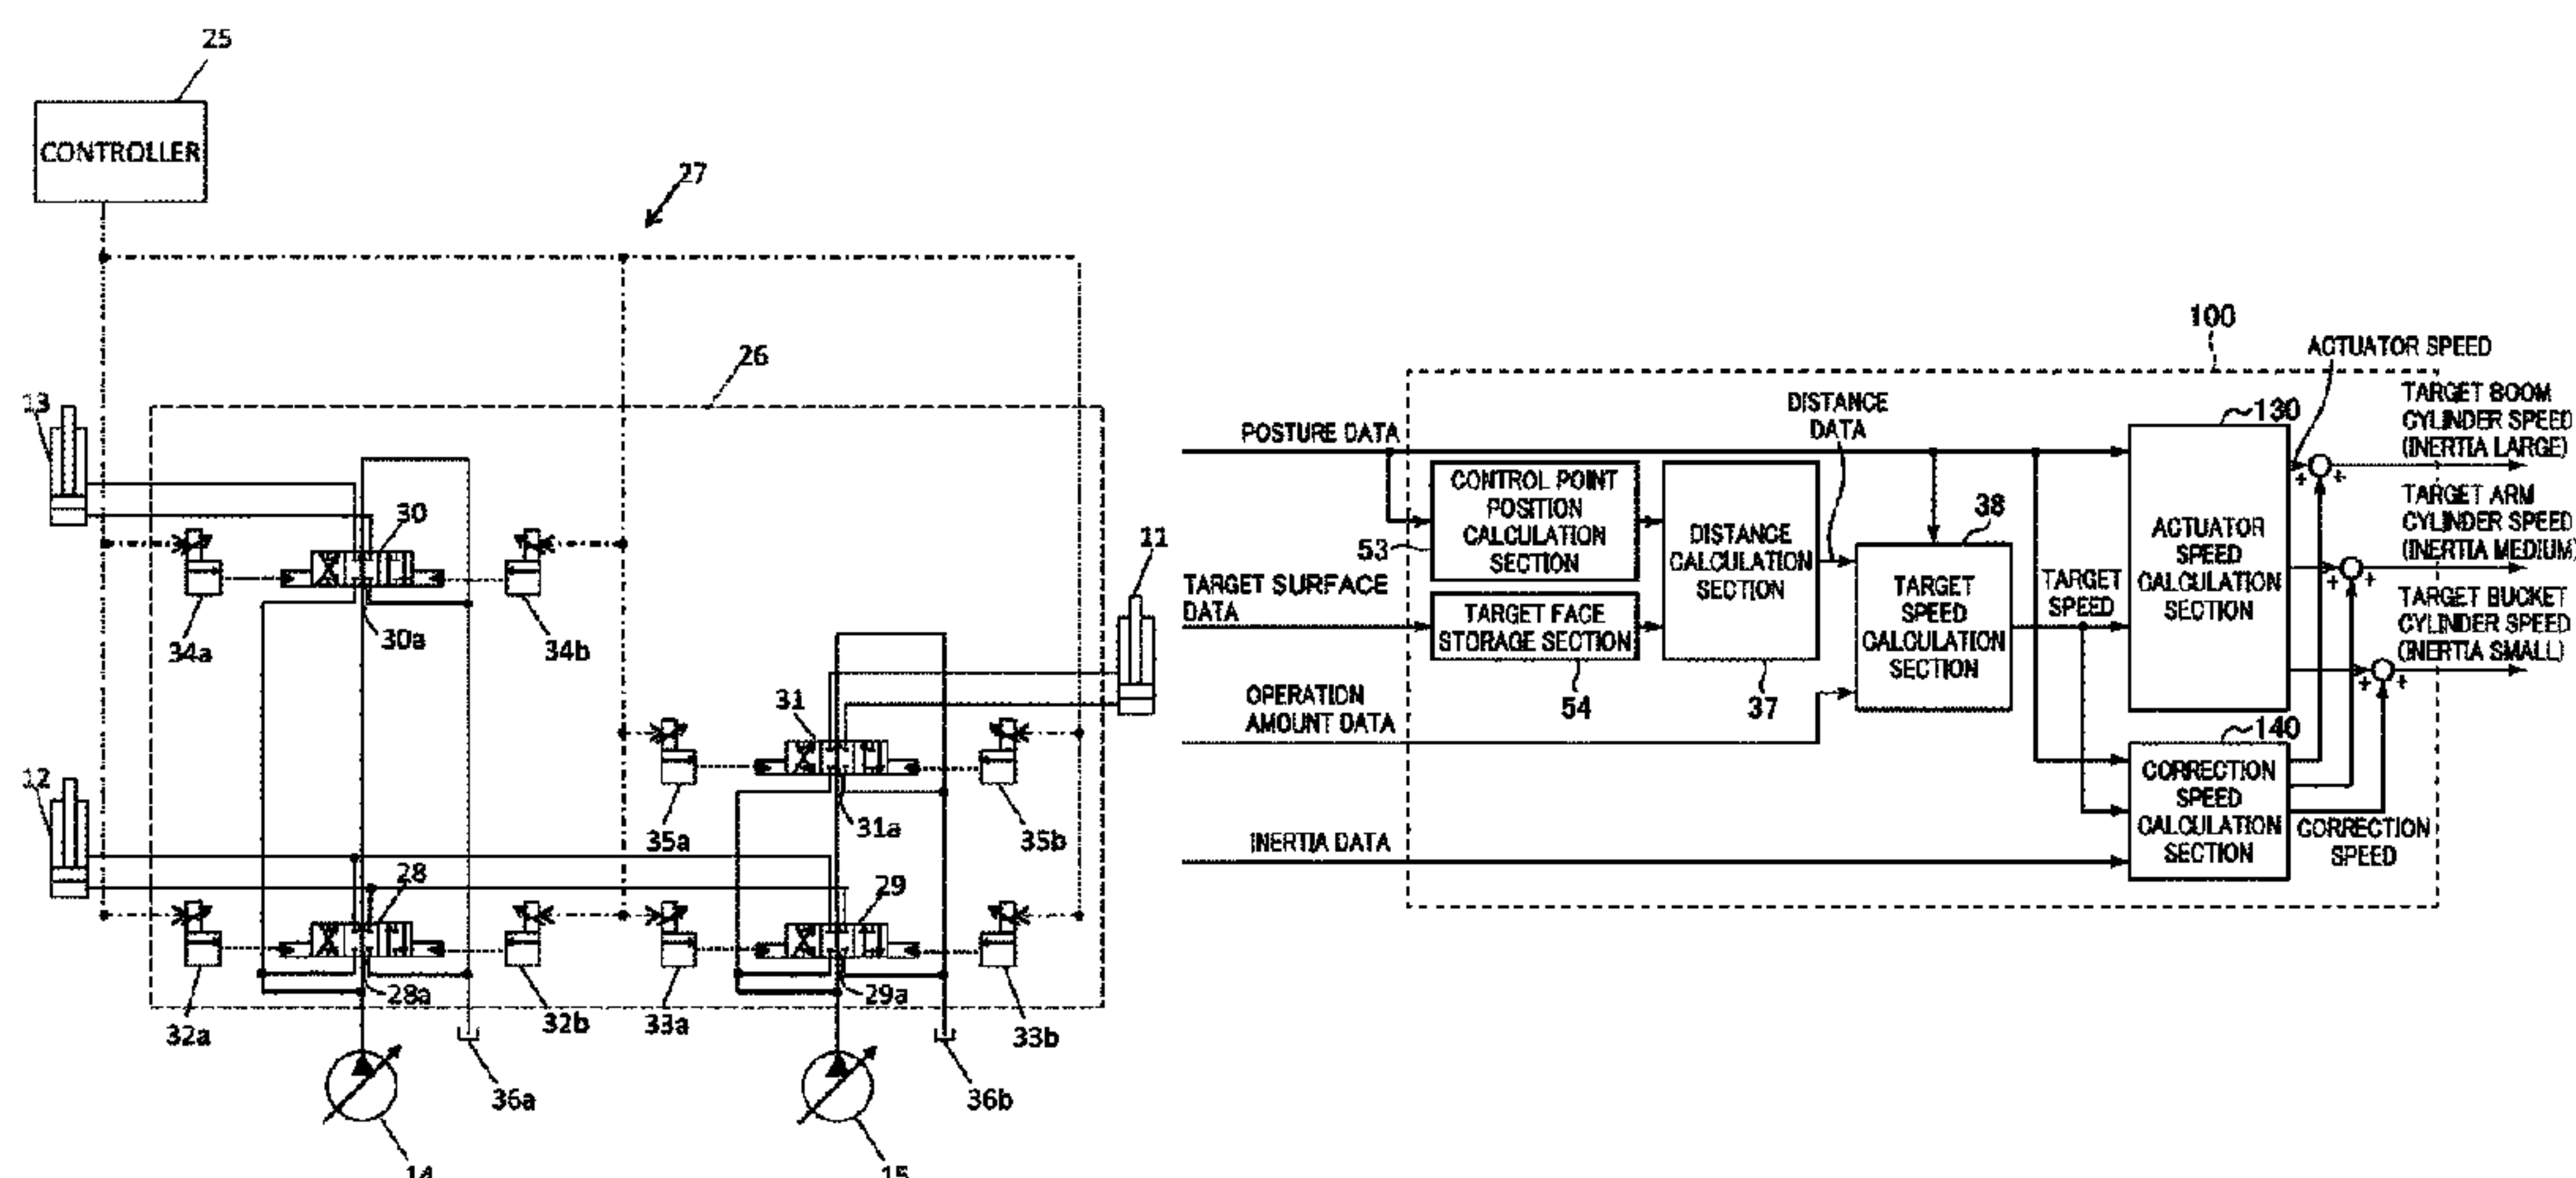 25
CONTROLLER
27
26
13
30
30a
34a
34b
11
31
31a
35a
35b
12
28
28a
29
29a
32a
32b
33a
33b
36a
36b
14
15
100
ACTUATOR SPEED
POSTURE DATA
DISTANCE
DATA
130
TARGET BOOM
CYLINDER SPEED
(INERTIA LARGE)
CONTROL POINT
POSITION
CALCULATION
SECTION
53
DISTANCE
CALCULATION
SECTION
37
38
TARGET
SPEED
CALCULATION
SECTION
TARGET
SPEED
ACTUATOR
SPEED
CALCULATION
SECTION
+ +
TARGET ARM
CYLINDER SPEED
(INERTIA MEDIUM)
+ +
TARGET SURFACE
DATA
TARGET FACE
STORAGE SECTION
54
TARGET BUCKET
CYLINDER SPEED
(INERTIA SMALL)
+ +
OPERATION
AMOUNT DATA
140
CORRECTION
SPEED
CALCULATION
SECTION
CORRECTION
SPEED
INERTIA DATA